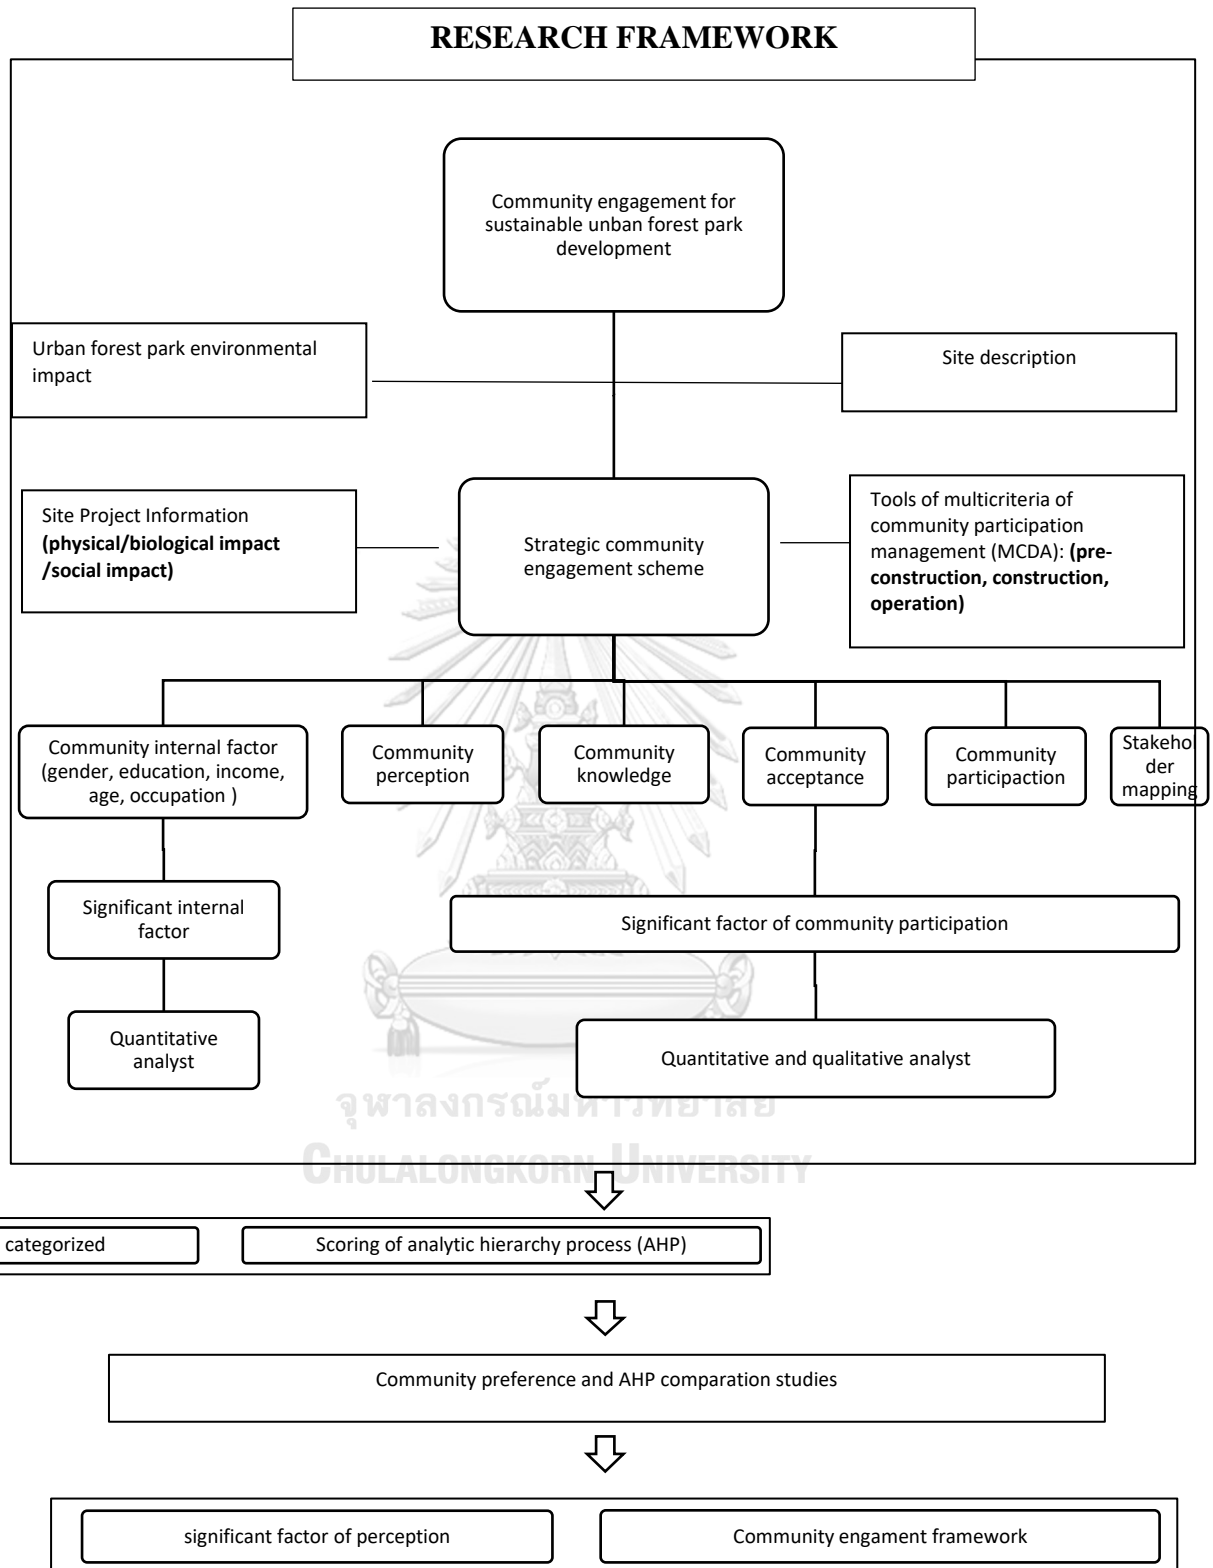 RESEARCH FRAMEWORK
Community engagement for
sustainable unban forest park
development
Urban forest park environmental
impact
Site description
Site Project Information
(physical/biological impact
/social impact)
Strategic community
engagement scheme
Tools of multicriteria of
community participation
management (MCDA): (pre-
construction, construction,
operation)
Community internal factor
(gender, education, income,
age, occupation )
Community
perception
Community
knowledge
Community
acceptance
Community
participaction
Stakehol
der
mapping
Significant internal
factor
Significant factor of community participation
Quantitative
analyst
Quantitative and qualitative analyst
จุฬาลงกรณ์มหาวิทยาลัย
CHULALONGKORN UNIVERSITY
categorized
Scoring of analytic hierarchy process (AHP)
Community preference and AHP comparation studies
significant factor of perception
Community engament framework